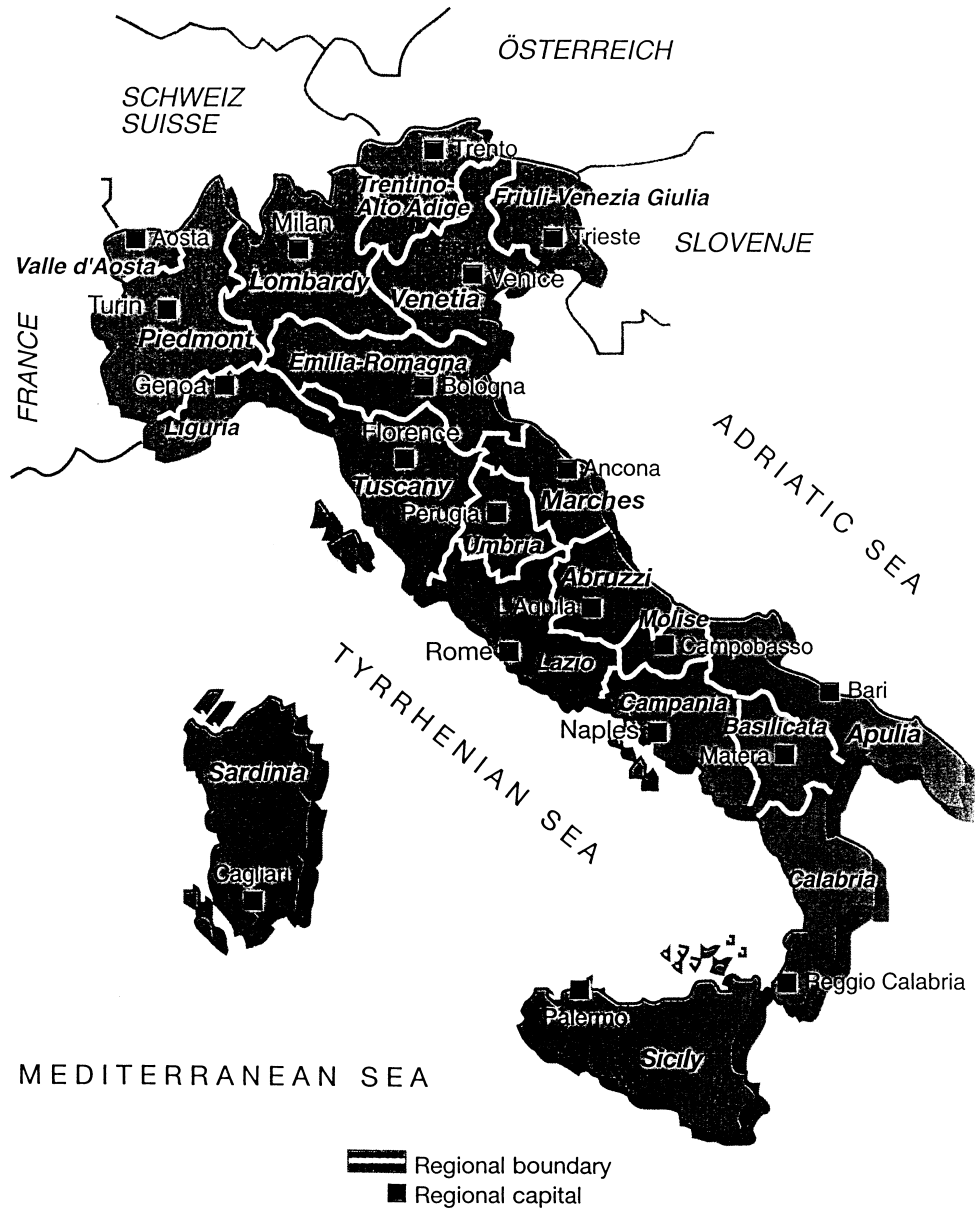 ÖSTERREICH
SCHWEIZ
SUISSE
Trento
Trentino-
Alto Adige
Friuli-Venezia Giulia
Milan
Aosta
Trieste
SLOVENJE
Valle d'Aosta
Lombardy
Venice
Venetia
Turin
Piedmont
FRANCE
Emilia-Romagna
Genoa
Bologna
Liguria
Florence
ADRIATIC SEA
Ancona
Tuscany
Marches
Perugia
Umbria
Abruzzi
L'Aquila
Molise
Campobasso
Rome
Lazio
TYRRHENIAN SEA
Bari
Campania
Naples
Basilicata
Apulia
Matera
Sardinia
Cagliari
Calabria
Reggio Calabria
Palermo
Sicily
MEDITERRANEAN SEA
Regional boundary
Regional capital